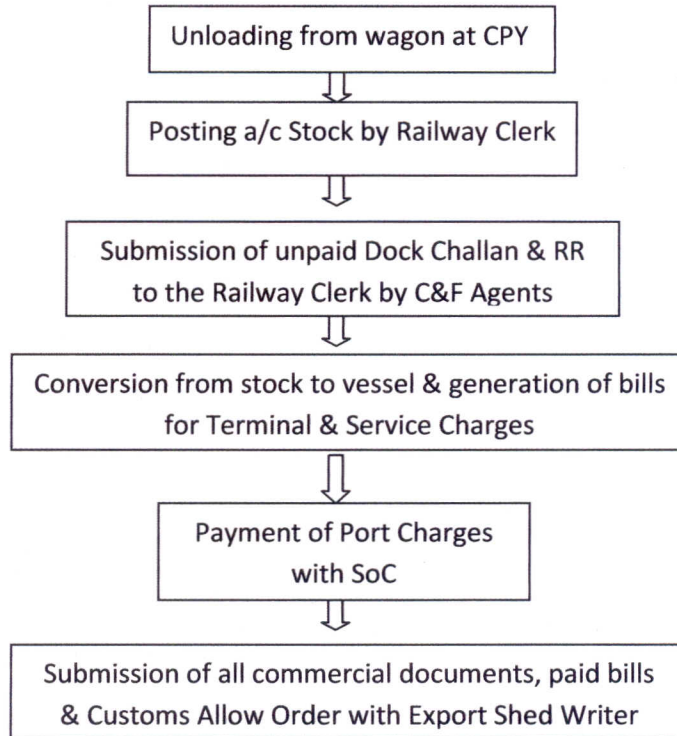 Unloading from wagon at CPY
Posting a/c Stock by Railway Clerk
Submission of unpaid Dock Challan & RR
to the Railway Clerk by C&F Agents
Conversion from stock to vessel & generation of bills
for Terminal & Service Charges
Payment of Port Charges
with SoC
Submission of all commercial documents, paid bills
& Customs Allow Order with Export Shed Writer